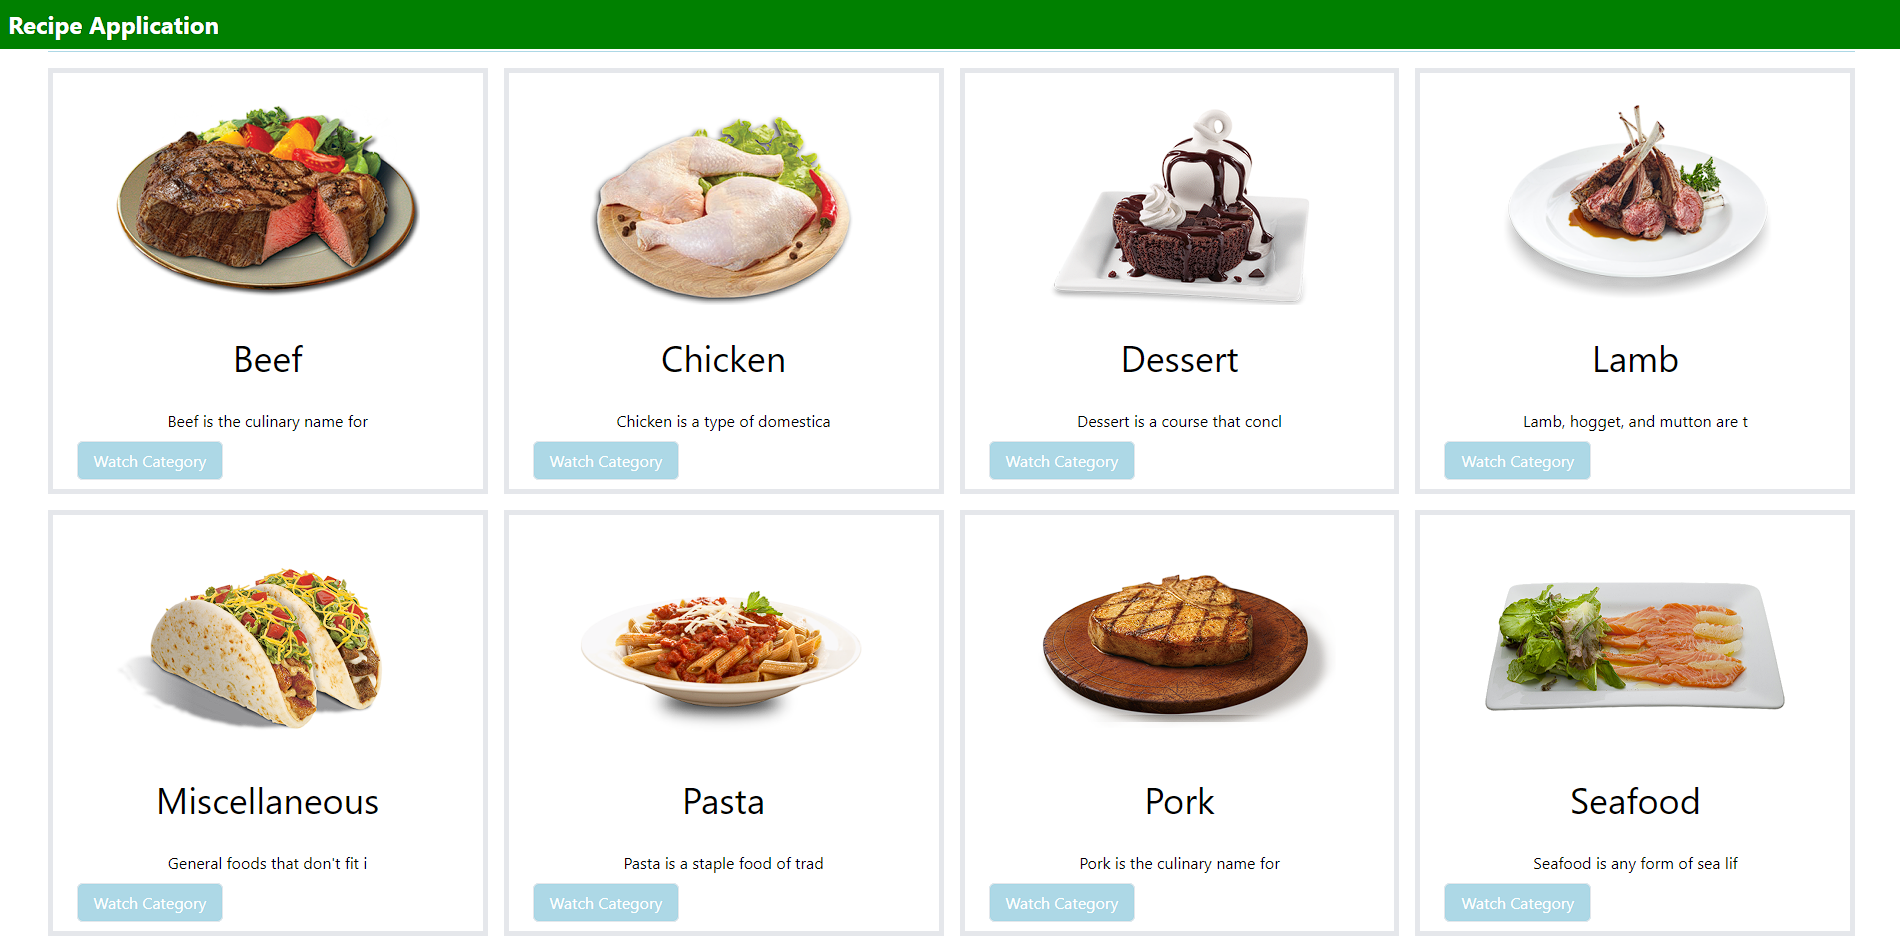 Recipe Application
Beef
Beef is the culinary name for
Watch Category
Chicken
Chicken is a type of domestica
Watch Category
Dessert
Dessert is a course that concl
Watch Category
Lamb
Lamb, hogget, and mutton are t
Watch Category
Miscellaneous
General foods that don't fit i
Watch Category
Pasta
Pasta is a staple food of trad
Watch Category
Pork
Pork is the culinary name for
Watch Category
Seafood
Seafood is any form of sea lif
Watch Category